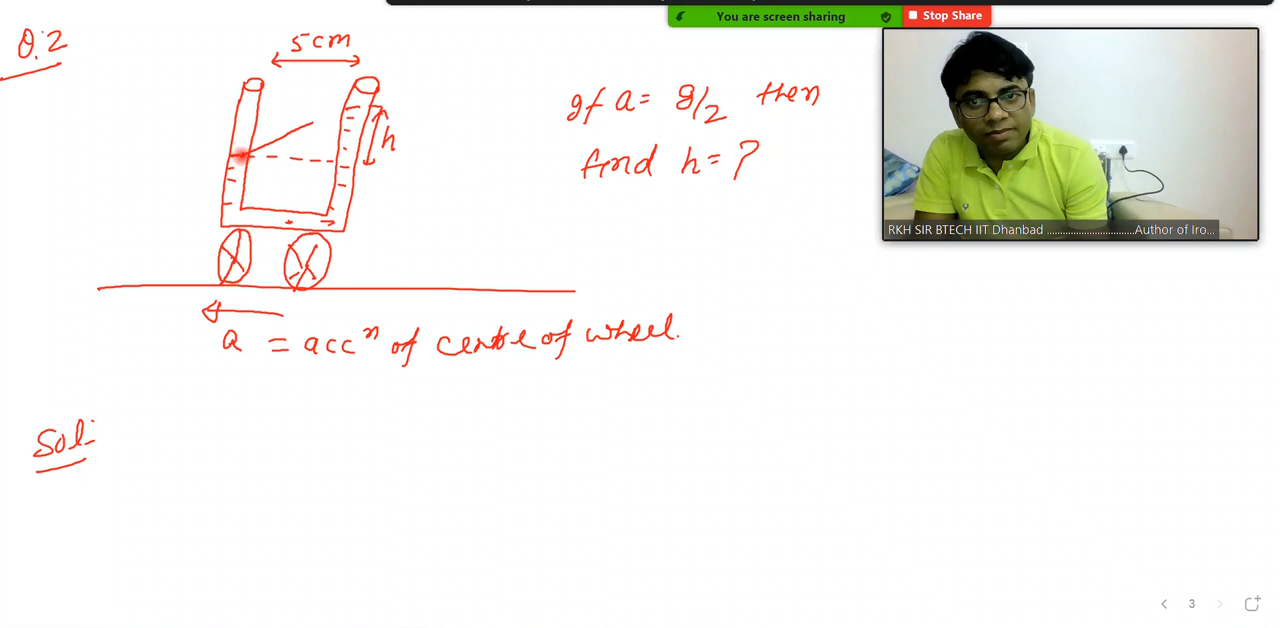 You are screen sharing
Stop Share
Q.2
5cm
h
If a = g/2 then
find h = ?
RKH SIR BTECH IIT Dhanbad ..................................Author of Iro...
a = accⁿ of centre of wheel.
Sol:-
3